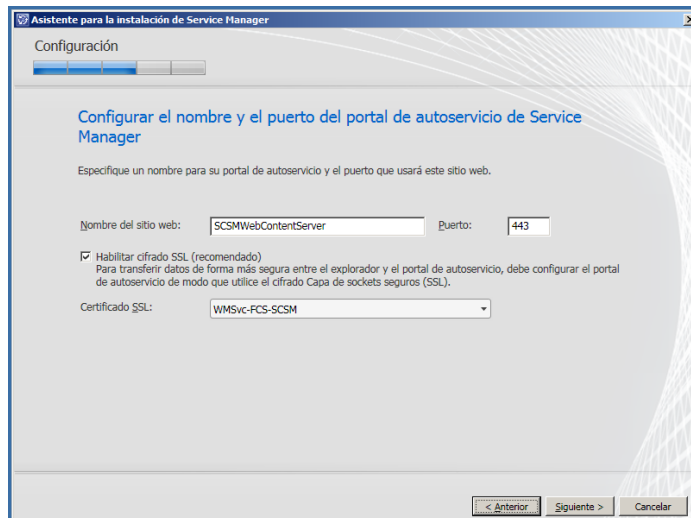 Asistente para la instalación de Service Manager
Configuración
Configurar el nombre y el puerto del portal de autoservicio de Service
Manager
Especifique un nombre para su portal de autoservicio y el puerto que usará este sitio web.
Nombre del sitio web: SCSMWebContentServer Puerto: 443
Habilitar cifrado SSL (recomendado)
Para transferir datos de forma más segura entre el explorador y el portal de autoservicio, debe configurar el portal
de autoservicio de modo que utilice el cifrado Capa de sockets seguros (SSL).
Certificado SSL: WMSvc-FCS-SCSM
< Anterior Siguiente > Cancelar